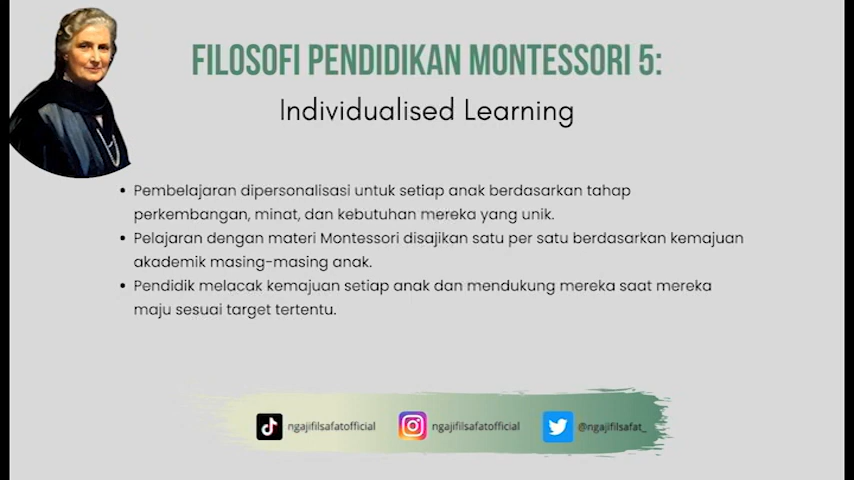 FILOSOFI PENDIDIKAN MONTESSORI 5:
Individualised Learning
• Pembelajaran dipersonalisasi untuk setiap anak berdasarkan tahap
perkembangan, minat, dan kebutuhan mereka yang unik.
• Pelajaran dengan materi Montessori disajikan satu per satu berdasarkan kemajuan
akademik masing-masing anak.
• Pendidik melacak kemajuan setiap anak dan mendukung mereka saat mereka
maju sesuai target tertentu.
ngajifilsafatofficial ngajifilsafatofficial @ngajifilsafat_